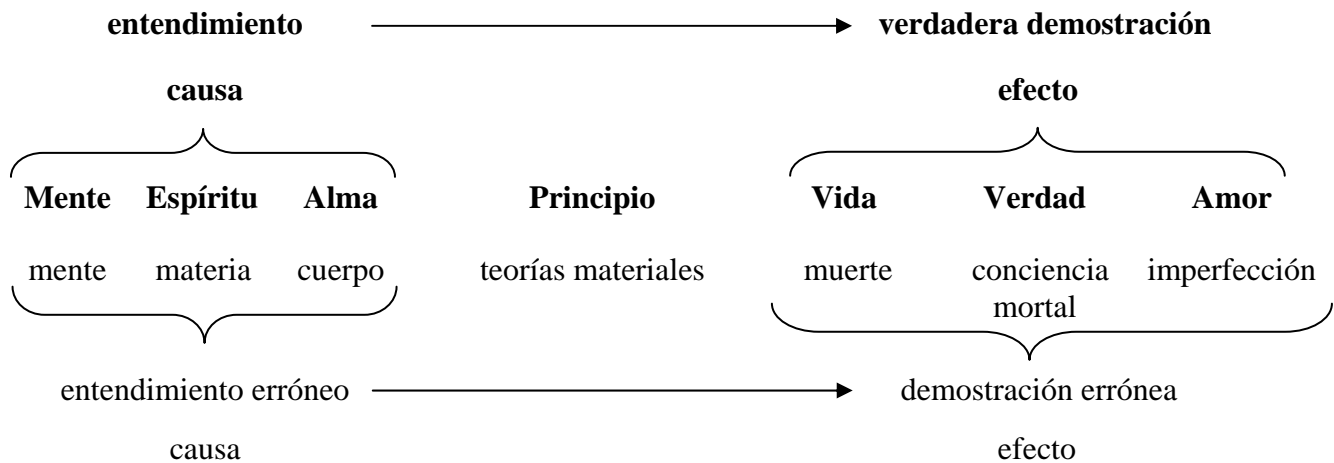 entendimiento verdadera demostración
causa efecto
Mente Espíritu Alma Principio Vida Verdad Amor
mente materia cuerpo teorías materiales muerte conciencia imperfección
mortal
entendimiento erróneo demostración errónea
causa efecto